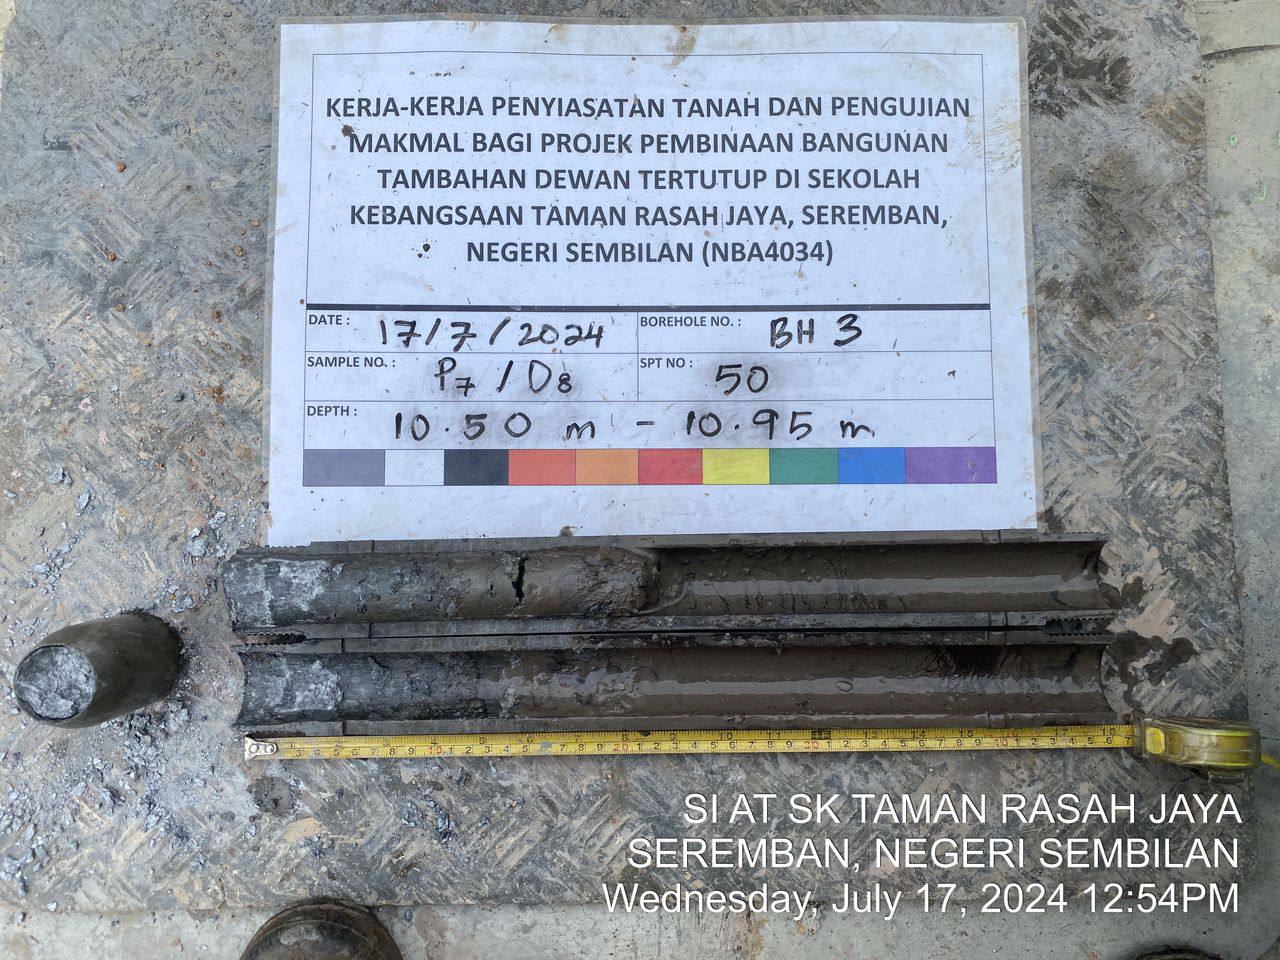 KERJA-KERJA PENYIASATAN TANAH DAN PENGUJIAN
MAKMAL BAGI PROJEK PEMBINAAN BANGUNAN
TAMBAHAN DEWAN TERTUTUP DI SEKOLAH
KEBANGSAAN TAMAN RASAH JAYA, SEREMBAN,
NEGERI SEMBILAN (NBA4034)
DATE : 17/7/2024 BOREHOLE NO. : BH 3
SAMPLE NO. : P7 / D8 SPT NO : 50
DEPTH : 10.50 m - 10.95 m
SI AT SK TAMAN RASAH JAYA
SEREMBAN, NEGERI SEMBILAN
Wednesday, July 17, 2024 12:54PM